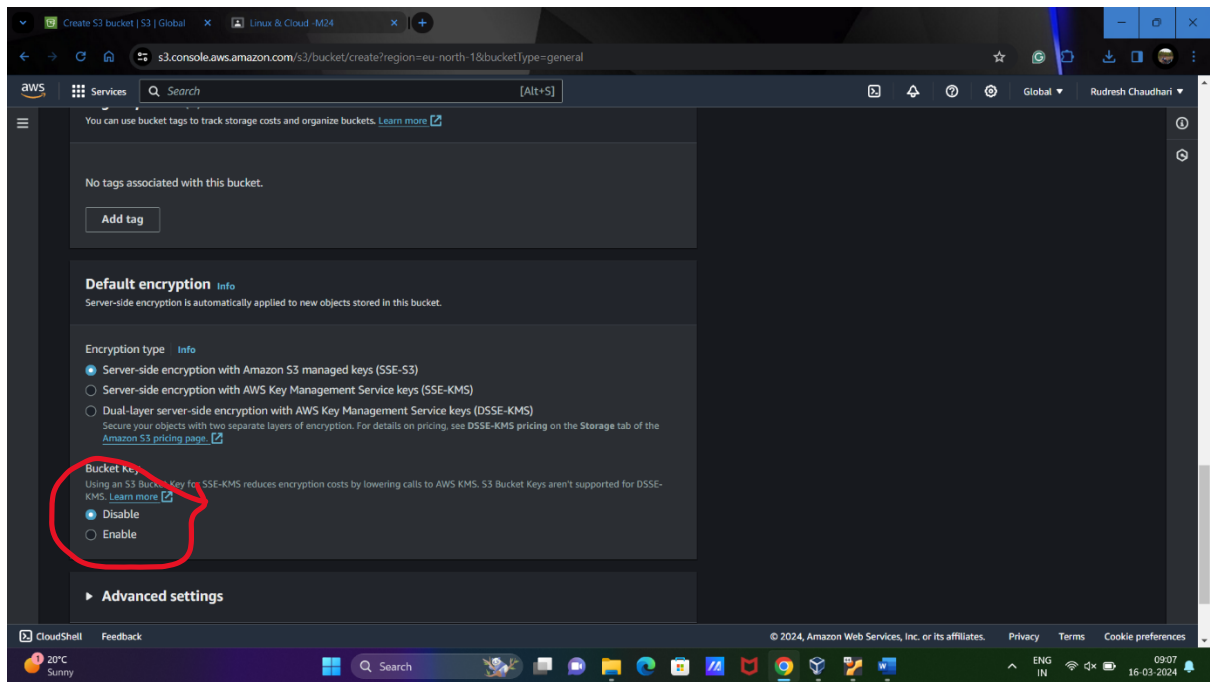 Create S3 bucket | S3 | Global
Linux & Cloud -M24
s3.console.aws.amazon.com/s3/bucket/create?region=eu-north-1&bucketType=general
aws
Services
Search
[Alt+S]
Global
Rudresh Chaudhari
You can use bucket tags to track storage costs and organize buckets. Learn more
No tags associated with this bucket.
Add tag
Default encryption Info
Server-side encryption is automatically applied to new objects stored in this bucket.
Encryption type Info
Server-side encryption with Amazon S3 managed keys (SSE-S3)
Server-side encryption with AWS Key Management Service keys (SSE-KMS)
Dual-layer server-side encryption with AWS Key Management Service keys (DSSE-KMS)
Secure your objects with two separate layers of encryption. For details on pricing, see DSSE-KMS pricing on the Storage tab of the
Amazon S3 pricing page.
Bucket Key
Using an S3 Bucket Key for SSE-KMS reduces encryption costs by lowering calls to AWS KMS. S3 Bucket Keys aren't supported for DSSE-
KMS. Learn more
Disable
Enable
Advanced settings
CloudShell
Feedback
© 2024, Amazon Web Services, Inc. or its affiliates.
Privacy
Terms
Cookie preferences
1
20°C
Sunny
Search
ENG
IN
09:07
16-03-2024